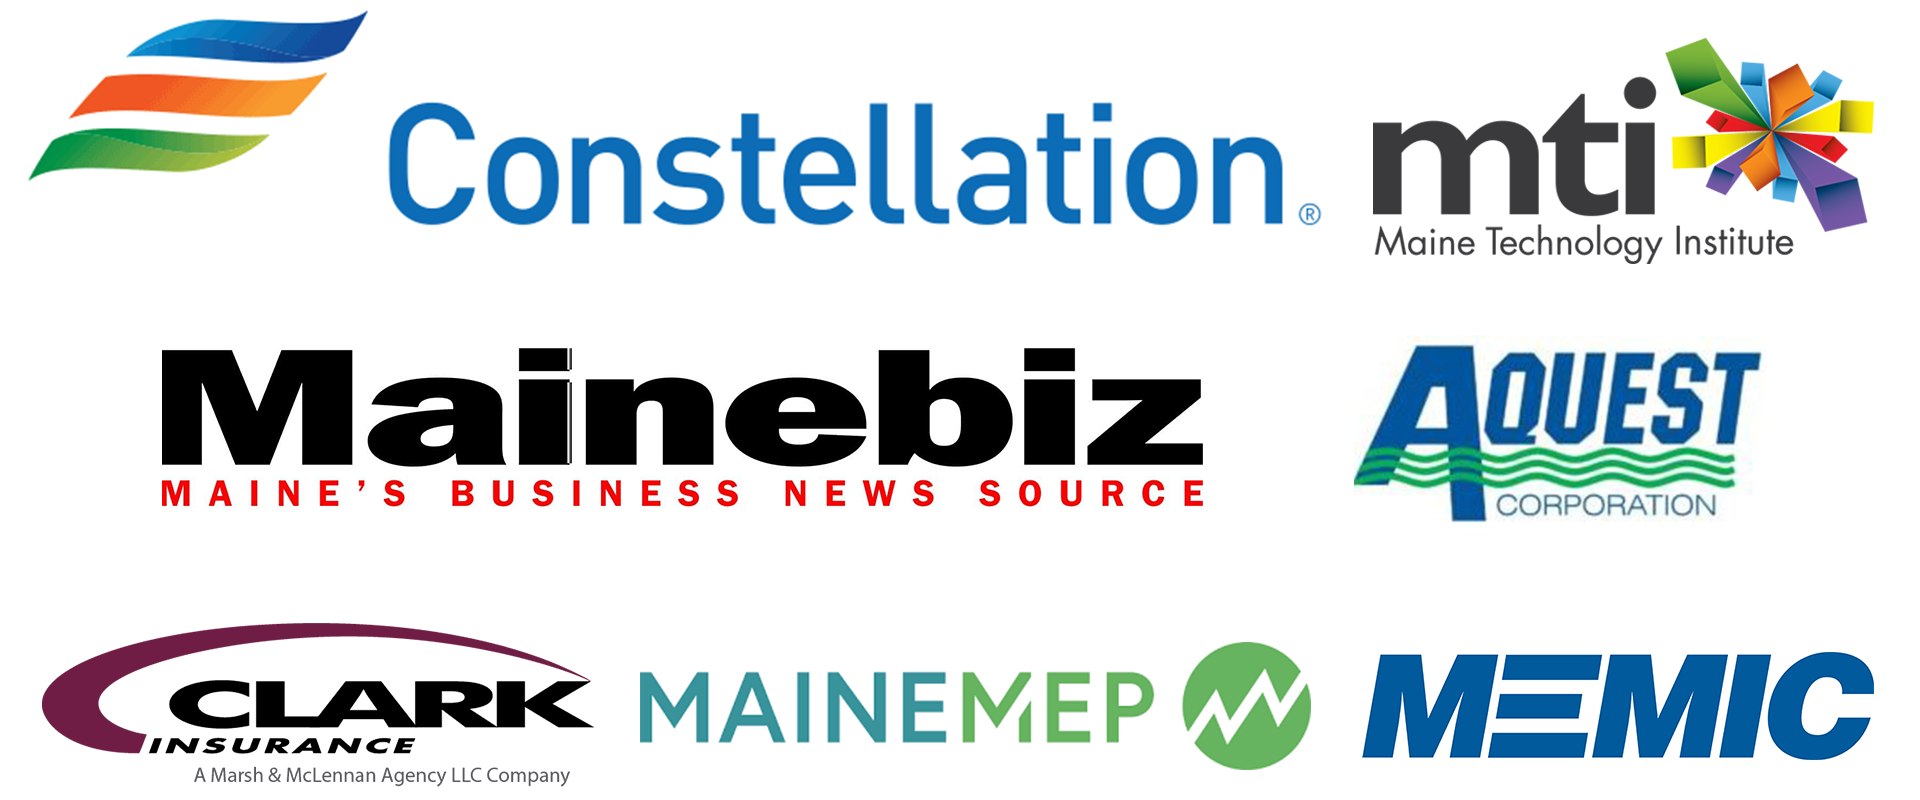 Constellation®
mti
Maine Technology Institute
Mainebiz
MAINE'S BUSINESS NEWS SOURCE
AQUEST
CORPORATION
CLARK
INSURANCE
A Marsh & McLennan Agency LLC Company
MAINEMEP
MEMIC